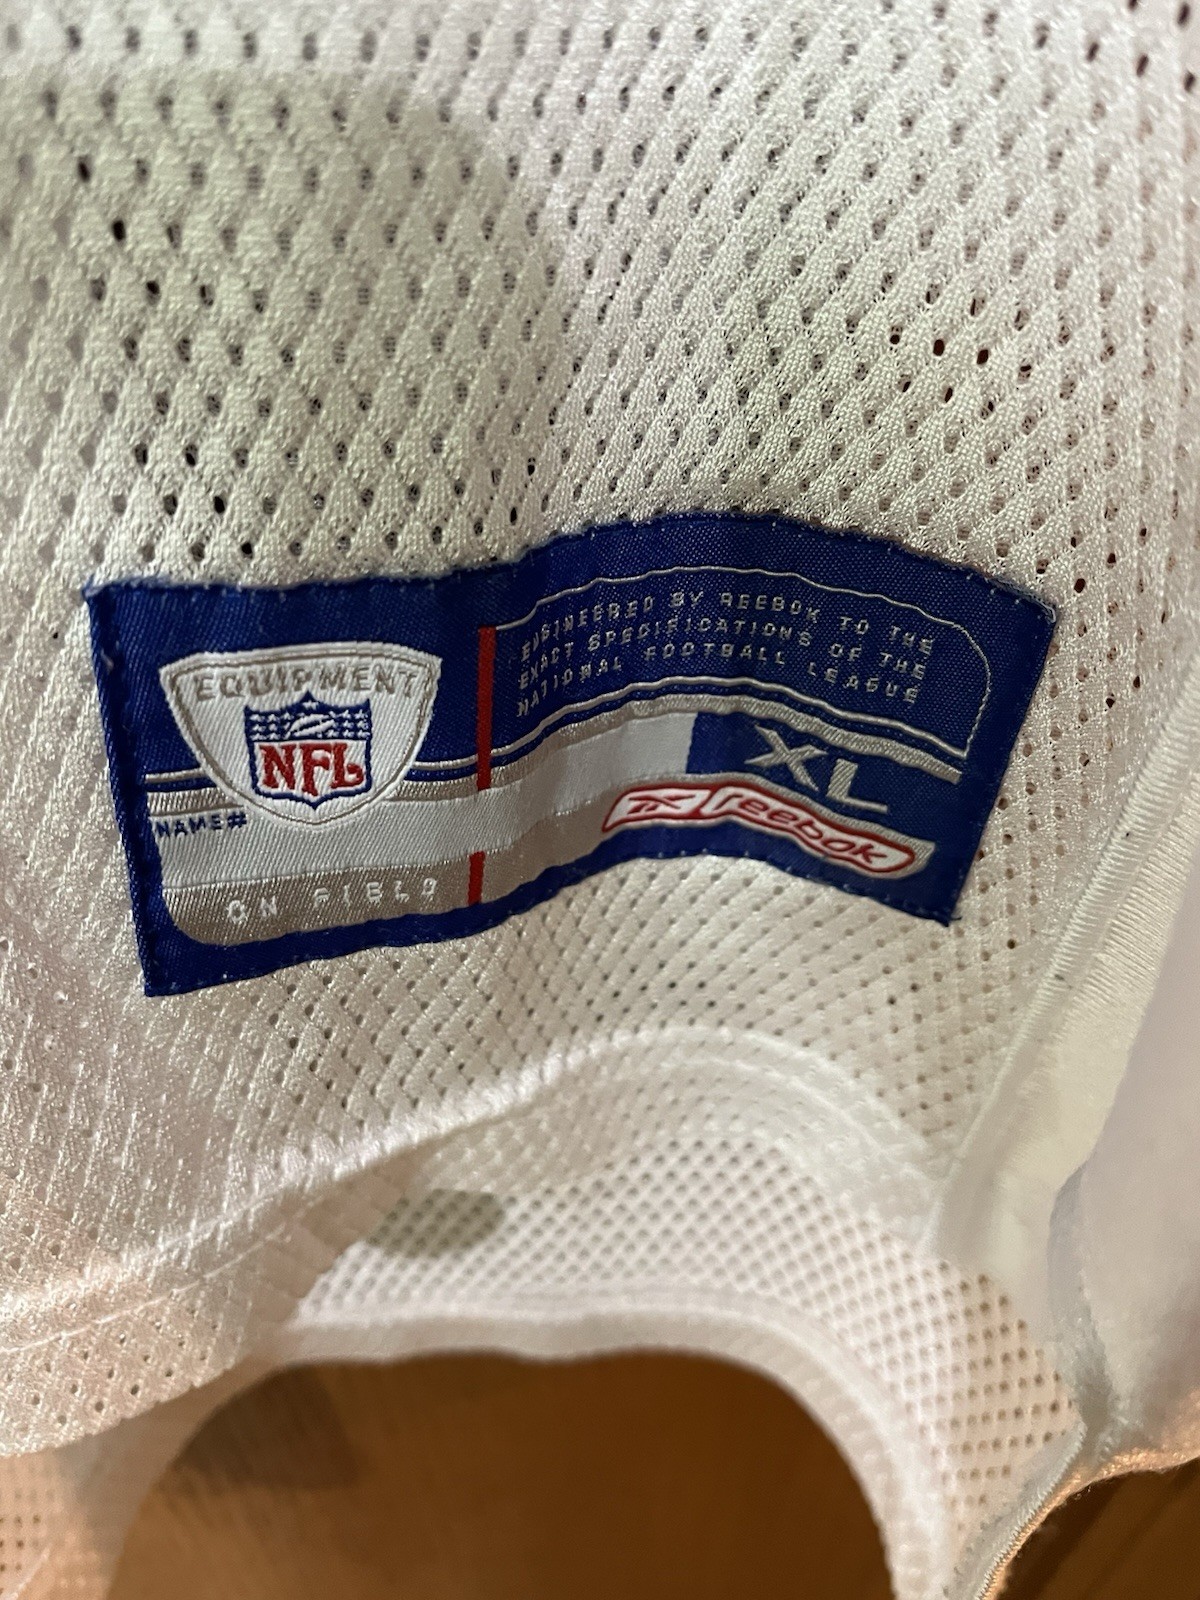 EQUIPMENT
NFL
NAME#
ON FIELD
ENGINEERED BY REEBOK TO THE
EXACT SPECIFICATIONS OF THE
NATIONAL FOOTBALL LEAGUE
XL
Reebok